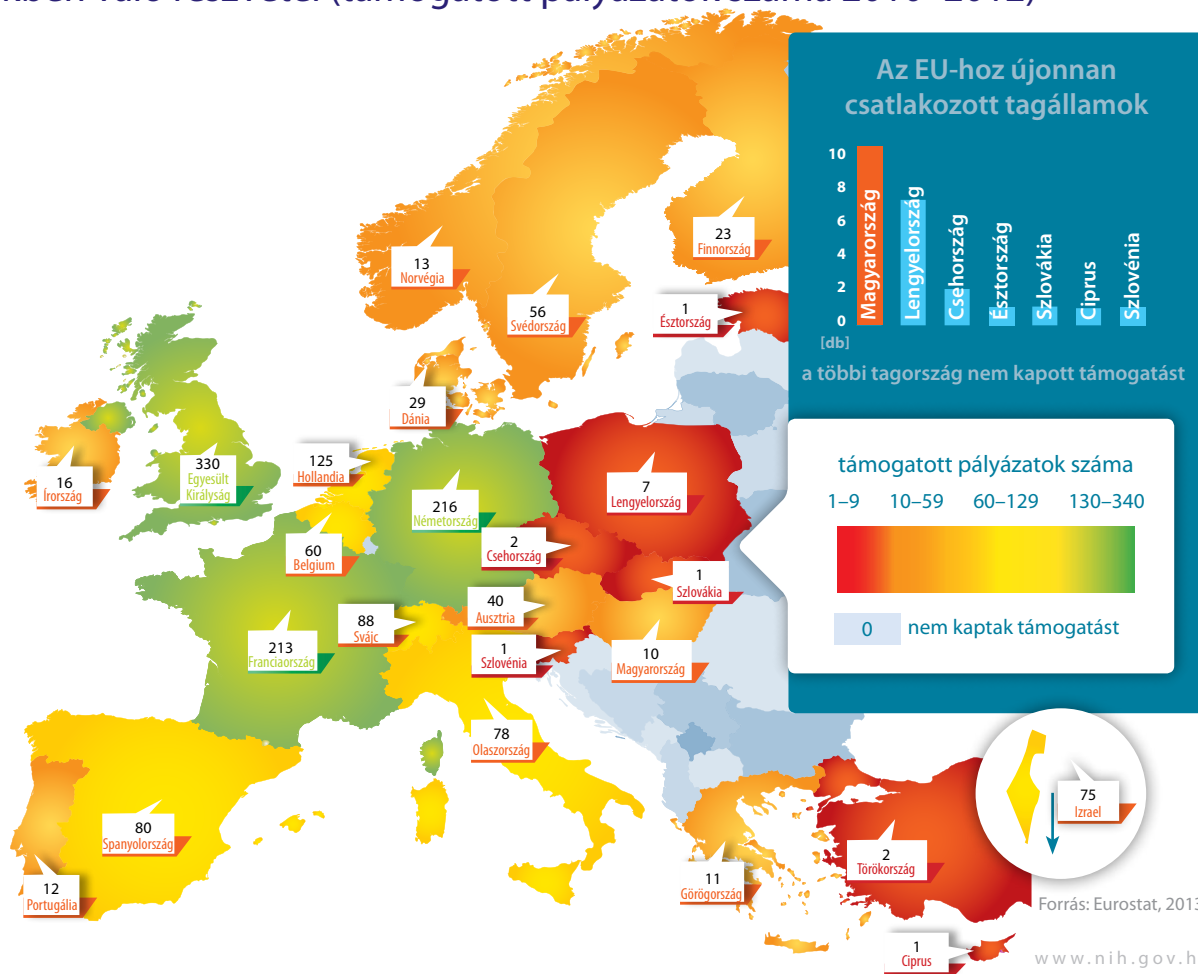 Az EU-hoz újonnan
csatlakozott tagállamok
10
8
6
4
2
0
[db]
Magyarország
Lengyelország
Csehország
Észtország
Szlovákia
Ciprus
Szlovénia
a többi tagország nem kapott támogatást
támogatott pályázatok száma
1–9 10–59 60–129 130–340
0 nem kaptak támogatást
23
Finnország
13
Norvégia
56
Svédország
1
Észtország
29
Dánia
16
Írország
330
Egyesült
Királyság
125
Hollandia
216
Németország
7
Lengyelország
60
Belgium
2
Csehország
1
Szlovákia
40
Ausztria
88
Svájc
213
Franciaország
1
Szlovénia
10
Magyarország
78
Olaszország
80
Spanyolország
12
Portugália
11
Görögország
2
Törökország
75
Izrael
1
Ciprus
Forrás: Eurostat, 2013
www.nih.gov.h